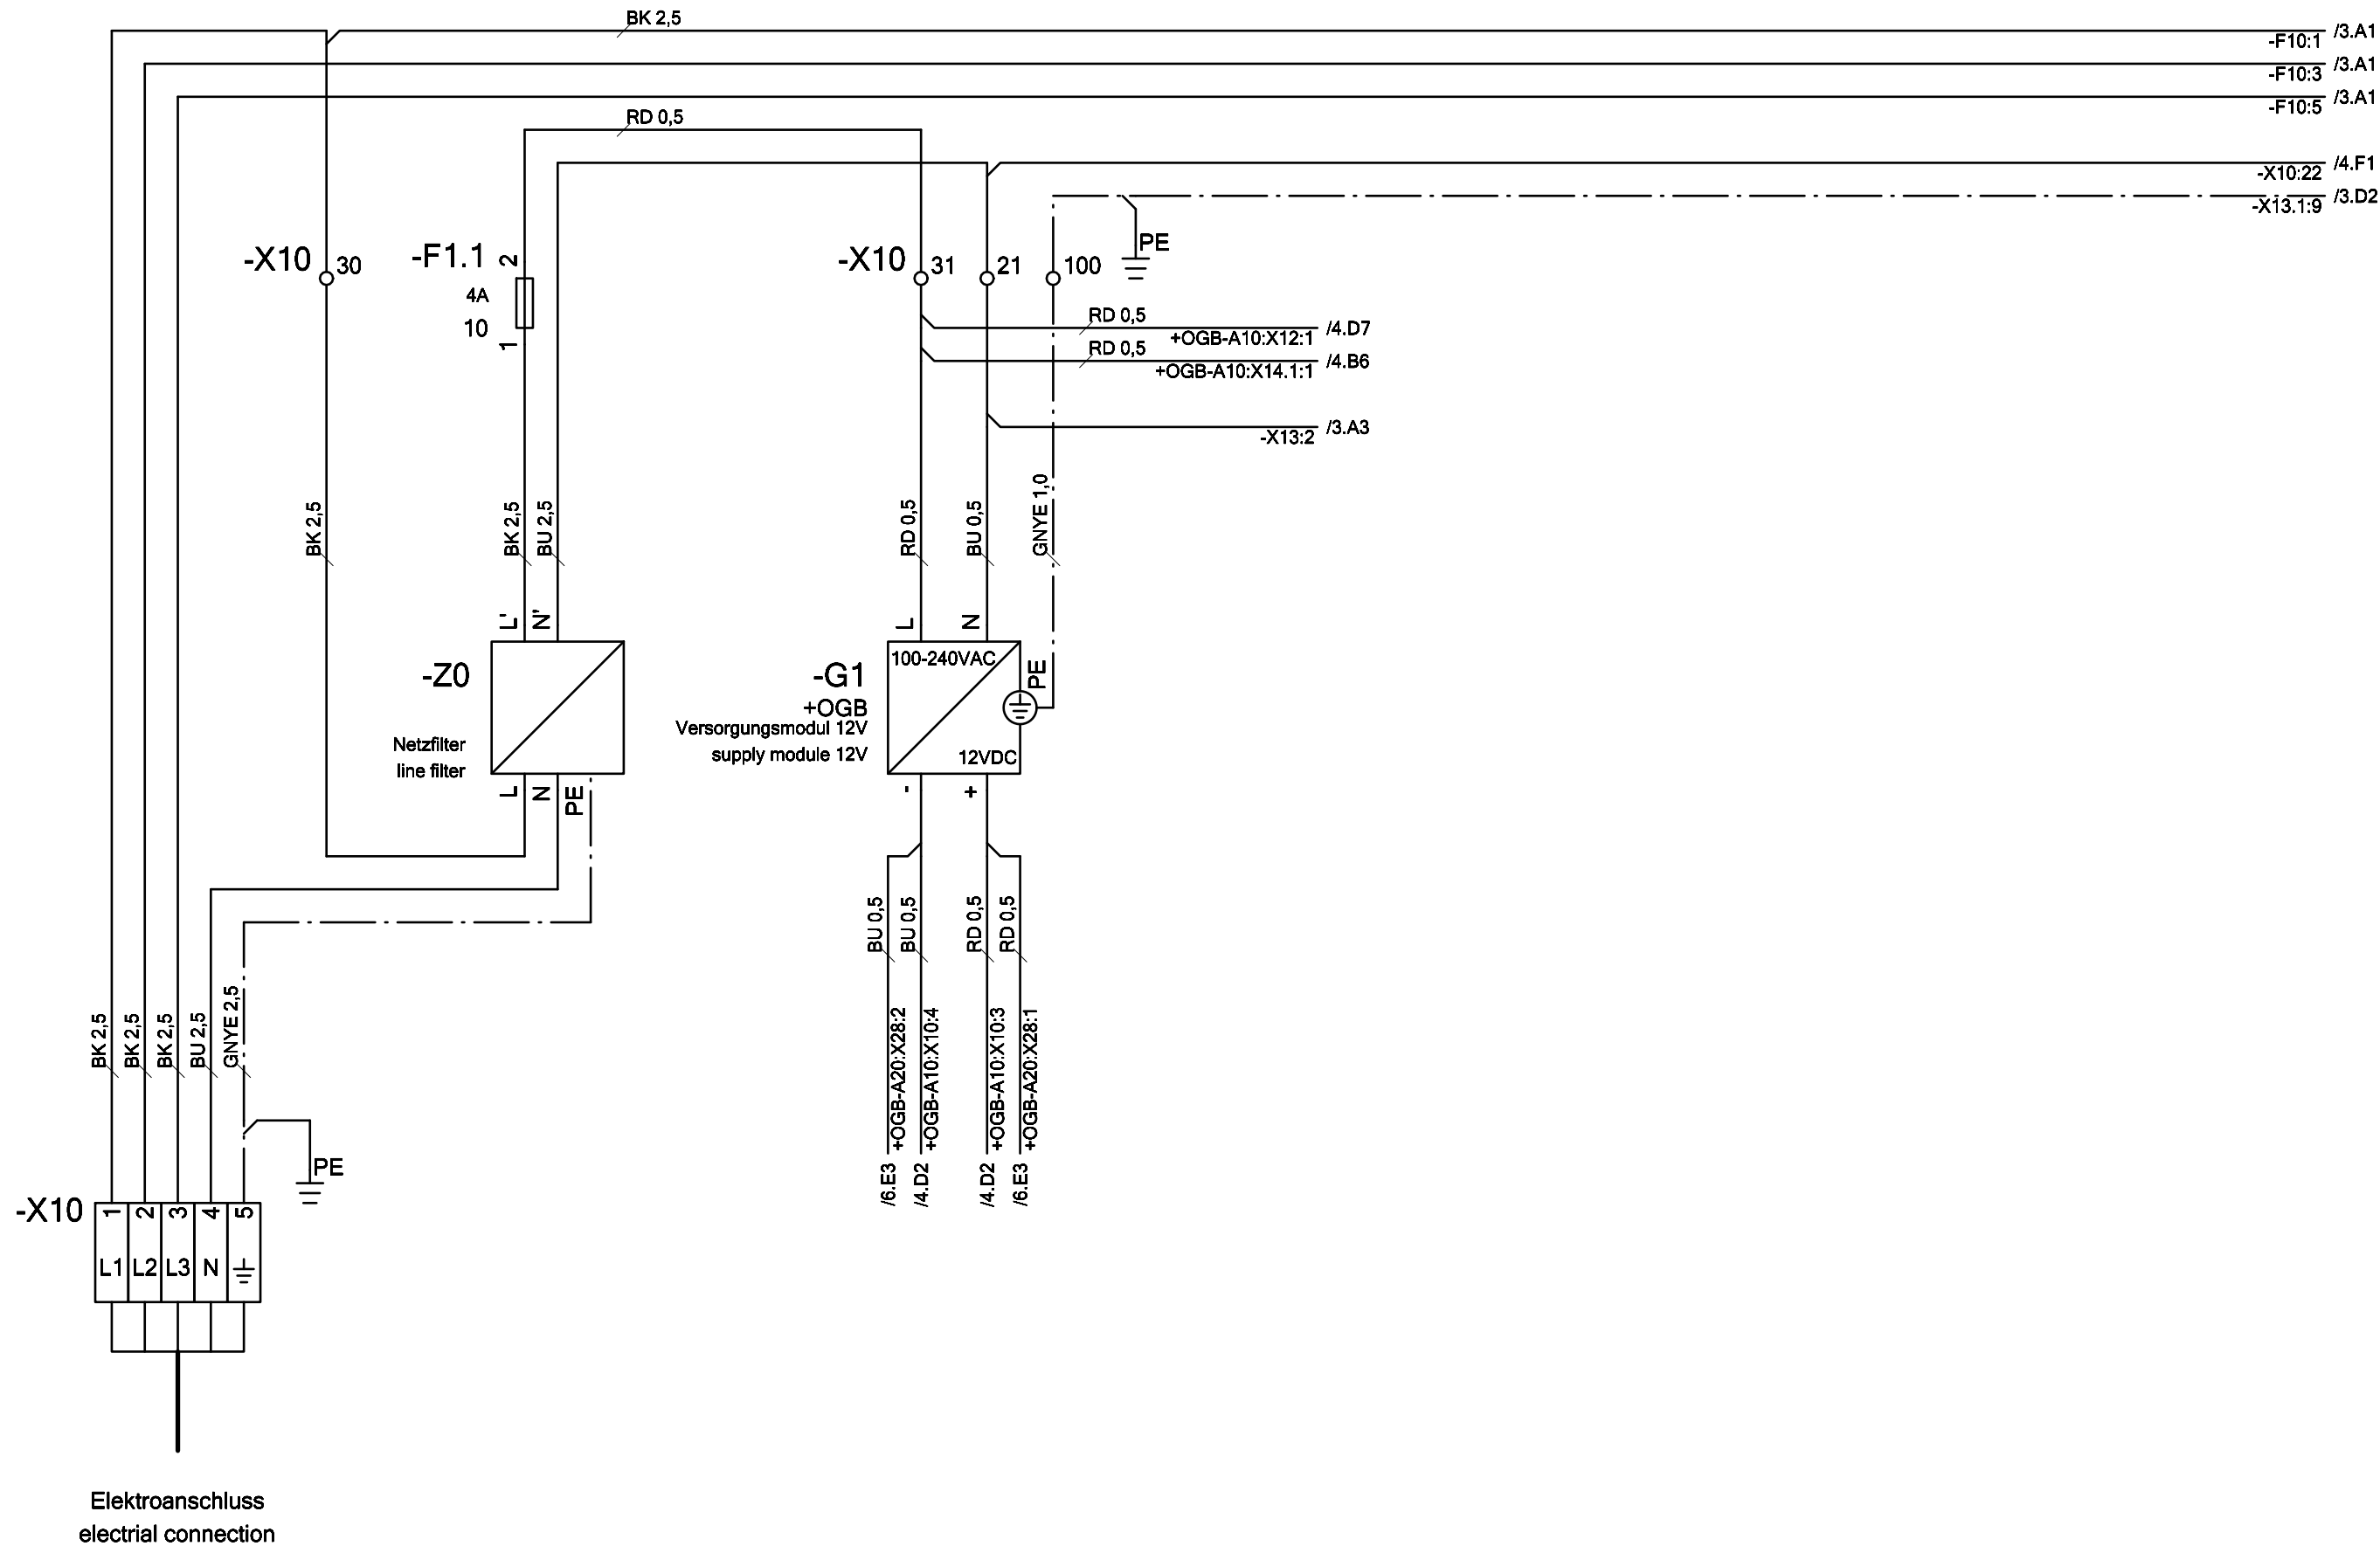 BK 2,5
/3.A1
-F10:1
/3.A1
-F10:3
/3.A1
-F10:5
RD 0,5
/4.F1
-X10:22
/3.D2
-X13.1:9
PE
-X10
30
-F1.1
2
4A
10
1
-X10
31
21
100
RD 0,5
+OGB-A10:X12:1
/4.D7
RD 0,5
+OGB-A10:X14.1:1
/4.B6
-X13:2
/3.A3
BK 2,5
BK 2,5
BU 2,5
RD 0,5
BU 0,5
GNYE 1,0
L'
N'
L
N
-Z0
Netzfilter
line filter
-G1
+OGB
Versorgungsmodul 12V
supply module 12V
100-240VAC
12VDC
PE
L
N
PE
-
+
BU 0,5
BU 0,5
RD 0,5
RD 0,5
+OGB-A20:X28:2
+OGB-A10:X10:4
+OGB-A10:X10:3
+OGB-A20:X28:1
/6.E3
/4.D2
/4.D2
/6.E3
BK 2,5
BK 2,5
BK 2,5
BU 2,5
GNYE 2,5
PE
-X10
1
2
3
4
5
L1
L2
L3
N
Elektroanschluss
electrial connection